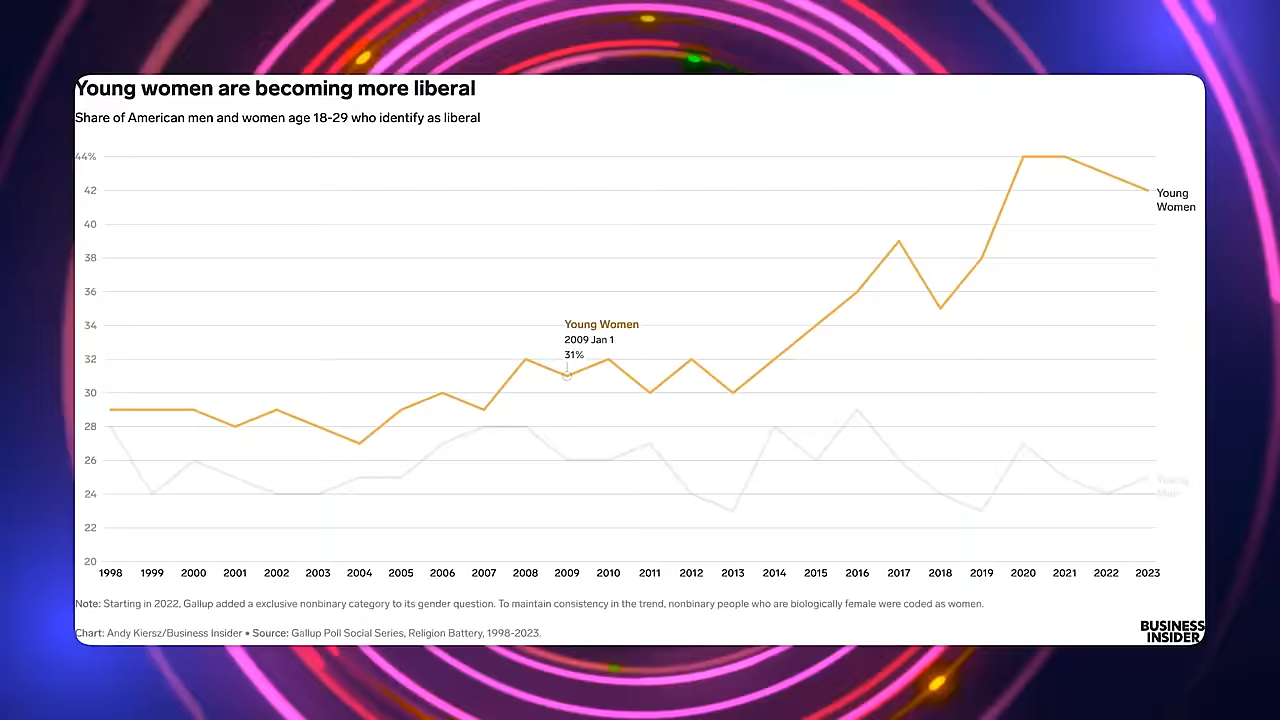 Young women are becoming more liberal
Share of American men and women age 18-29 who identify as liberal
44%
42
40
38
36
34
32
30
28
26
24
22
20
Young
Women
Young Women
2009 Jan 1
31%
Young
Men
1998 1999 2000 2001 2002 2003 2004 2005 2006 2007 2008 2009 2010 2011 2012 2013 2014 2015 2016 2017 2018 2019 2020 2021 2022 2023
Note: Starting in 2022, Gallup added a exclusive nonbinary category to its gender question. To maintain consistency in the trend, nonbinary people who are biologically female were coded as women.
Chart: Andy Kiersz/Business Insider • Source: Gallup Poll Social Series, Religion Battery, 1998-2023.
BUSINESS
INSIDER